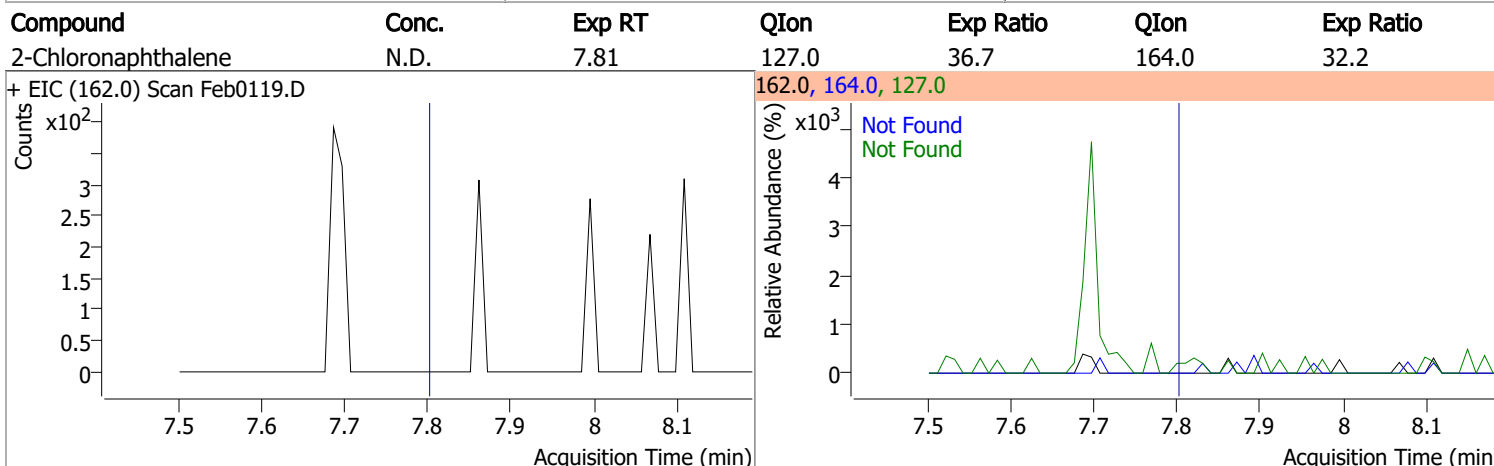 Compound Conc. Exp RT QIon Exp Ratio QIon Exp Ratio
2-Chloronaphthalene N.D. 7.81 127.0 36.7 164.0 32.2
+ EIC (162.0) Scan Feb0119.D
Counts
x10²
3
2.5
2
1.5
1
0.5
0
7.5 7.6 7.7 7.8 7.9 8 8.1
Acquisition Time (min)
162.0, 164.0, 127.0
Relative Abundance (%)
x10³
Not Found
Not Found
4
3
2
1
0
7.5 7.6 7.7 7.8 7.9 8 8.1
Acquisition Time (min)